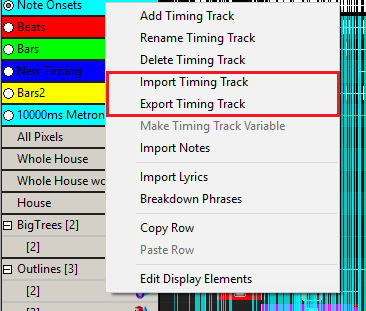 Note Onsets
Beats
Bars
New Timing
Bars2
10000ms Metron
All Pixels
Whole House
Whole House wo
House
BigTrees [2]
[2]
Outlines [3]
[2]
[2]
Add Timing Track
Rename Timing Track
Delete Timing Track
Import Timing Track
Export Timing Track
Make Timing Track Variable
Import Notes
Import Lyrics
Breakdown Phrases
Copy Row
Paste Row
Edit Display Elements